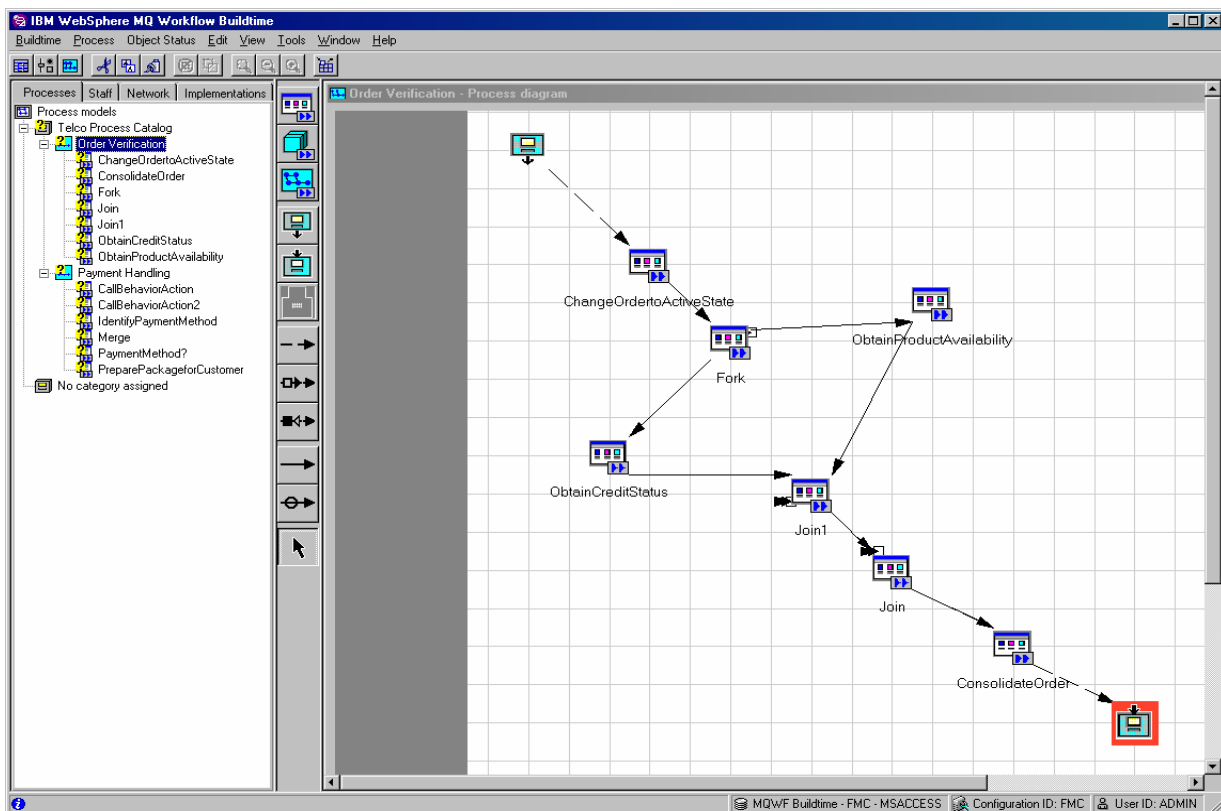 IBM WebSphere MQ Workflow Buildtime
Buildtime Process Object Status Edit View Tools Window Help
Processes Staff Network Implementations
Process models
Telco Process Catalog
Order Verification
ChangeOrdertoActiveState
ConsolidateOrder
Fork
Join
Join1
ObtainCreditStatus
ObtainProductAvailability
Payment Handling
CallBehaviorAction
CallBehaviorAction2
IdentifyPaymentMethod
Merge
PaymentMethod?
PreparePackageforCustomer
No category assigned
Order Verification - Process diagram
ChangeOrdertoActiveState
ObtainProductAvailability
Fork
ObtainCreditStatus
Join1
Join
ConsolidateOrder
MQWF Buildtime - FMC - MSACCESS Configuration ID: FMC User ID: ADMIN